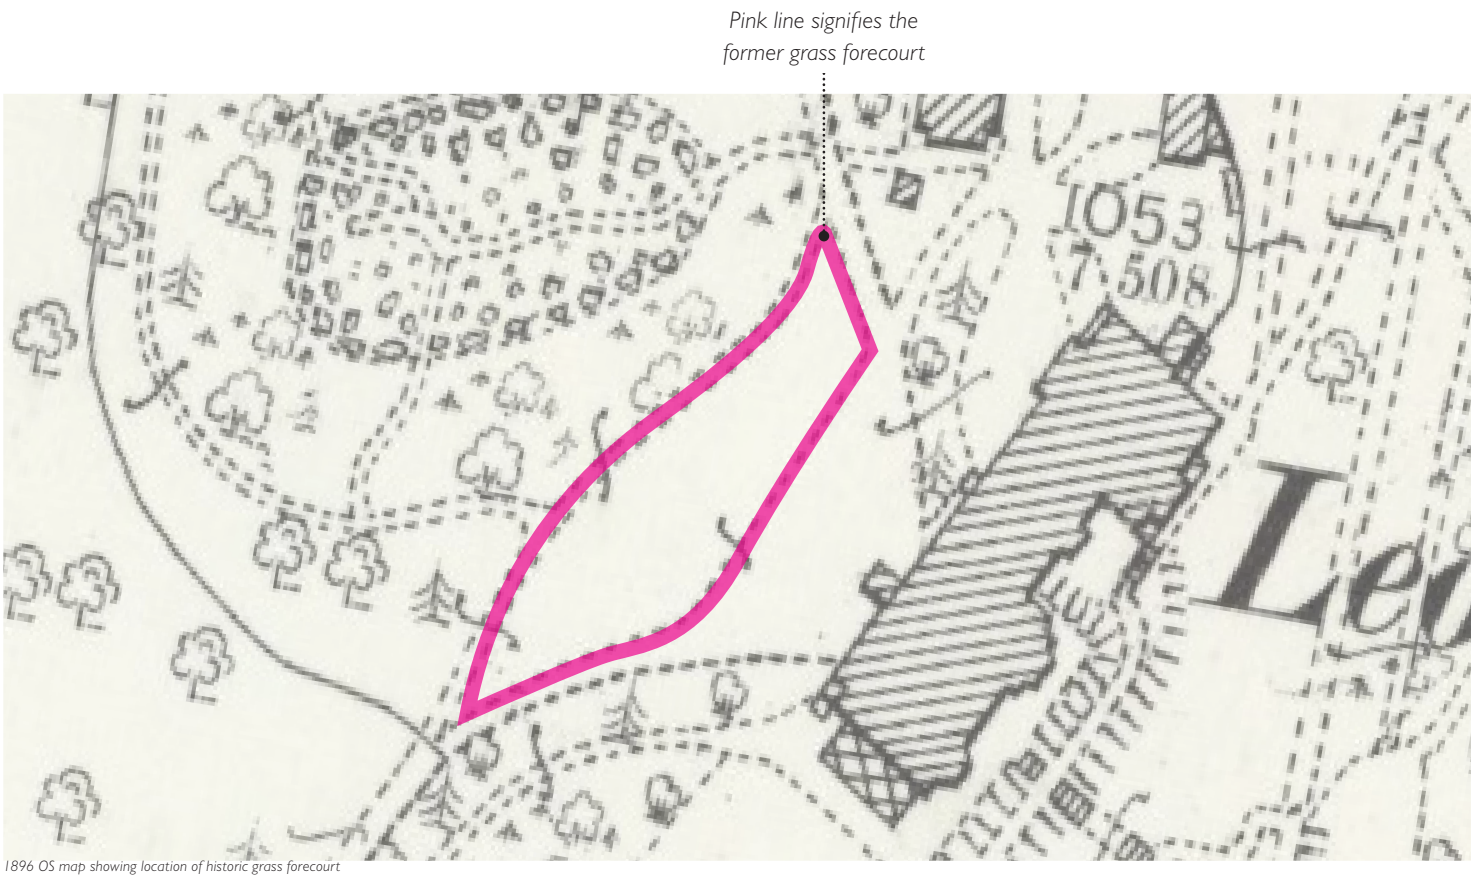 Pink line signifies the
former grass forecourt
1053
7·508
Leo
1896 OS map showing location of historic grass forecourt